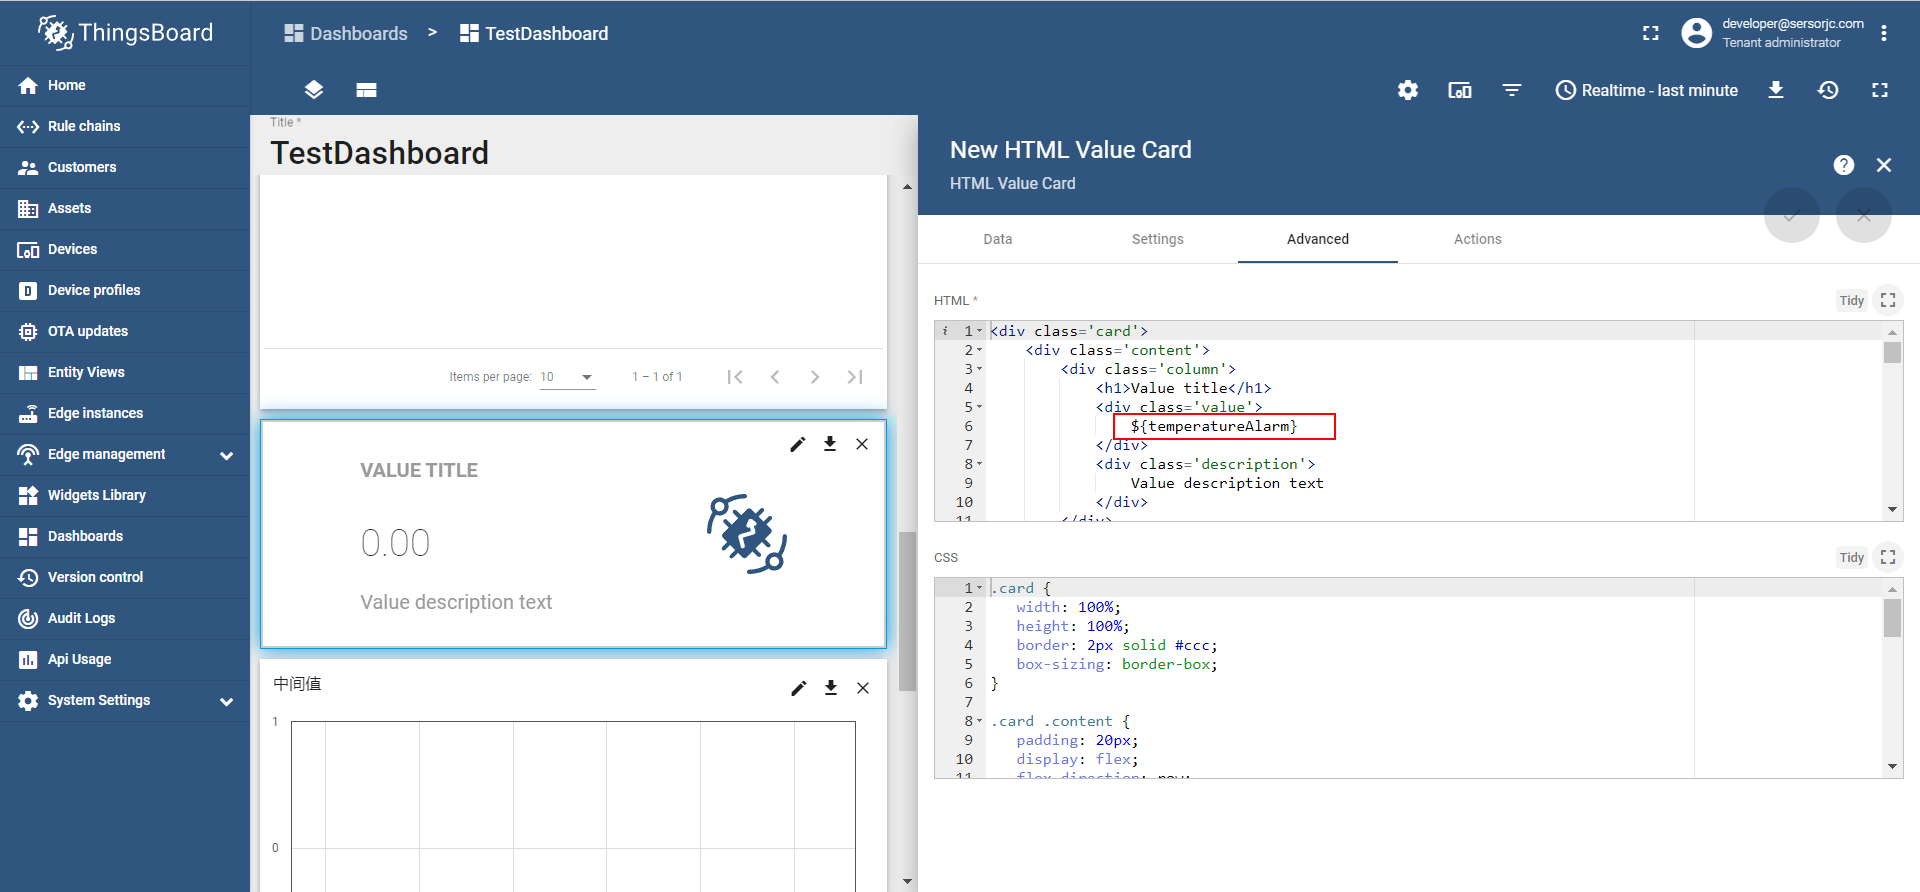 ThingsBoard
Dashboards > TestDashboard
developer@sersorjc.com
Tenant administrator
Realtime - last minute
Home
Rule chains
Customers
Assets
Devices
Device profiles
OTA updates
Entity Views
Edge instances
Edge management
Widgets Library
Dashboards
Version control
Audit Logs
Api Usage
System Settings
Title *
TestDashboard
Items per page: 10 1 – 1 of 1
VALUE TITLE
0.00
Value description text
中间值
1
0
New HTML Value Card
HTML Value Card
Data Settings Advanced Actions
HTML * Tidy
i 1 <div class='card'>
2 <div class='content'>
3 <div class='column'>
4 <h1>Value title</h1>
5 <div class='value'>
6 ${temperatureAlarm}
7 </div>
8 <div class='description'>
9 Value description text
10 </div>
11 </div>
CSS Tidy
1 .card {
2 width: 100%;
3 height: 100%;
4 border: 2px solid #ccc;
5 box-sizing: border-box;
6 }
7
8 .card .content {
9 padding: 20px;
10 display: flex;
11 flex-direction: row;